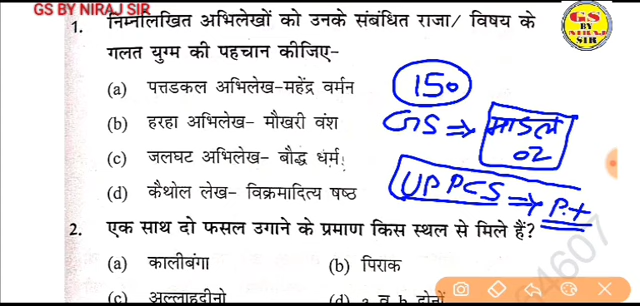 GS BY NIRAJ SIR
1. निम्नलिखित अभिलेखों को उनके संबंधित राजा/ विषय के
गलत युग्म की पहचान कीजिए–
(a) पत्तडकल अभिलेख-महेंद्र वर्मन
(b) हरहा अभिलेख- मौखरी वंश
(c) जलघट अभिलेख- बौद्ध धर्म
(d) कैथोल लेख- विक्रमादित्य षष्ठ
150
GS ⇒ माडल
02
UPPCS ⇒ P.t
2. एक साथ दो फसल उगाने के प्रमाण किस स्थल से मिले हैं?
(a) कालीबंगा (b) पिराक
(c) अल्लाहदीनो (d) a व b दोनों
GS
BY
NIRAJ
SIR
4607